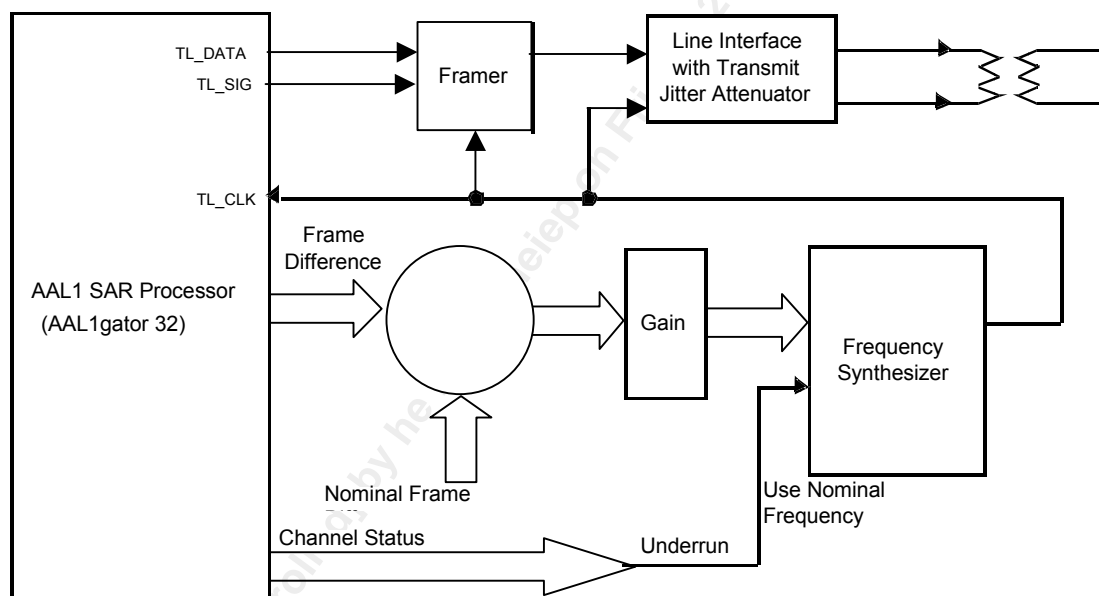 TL_DATA
TL_SIG
Framer
Line Interface
with Transmit
Jitter Attenuator
TL_CLK
Frame
Difference
AAL1 SAR Processor
(AAL1gator 32)
Gain
Frequency
Synthesizer
Nominal Frame
Use Nominal
Frequency
Channel Status
Underrun